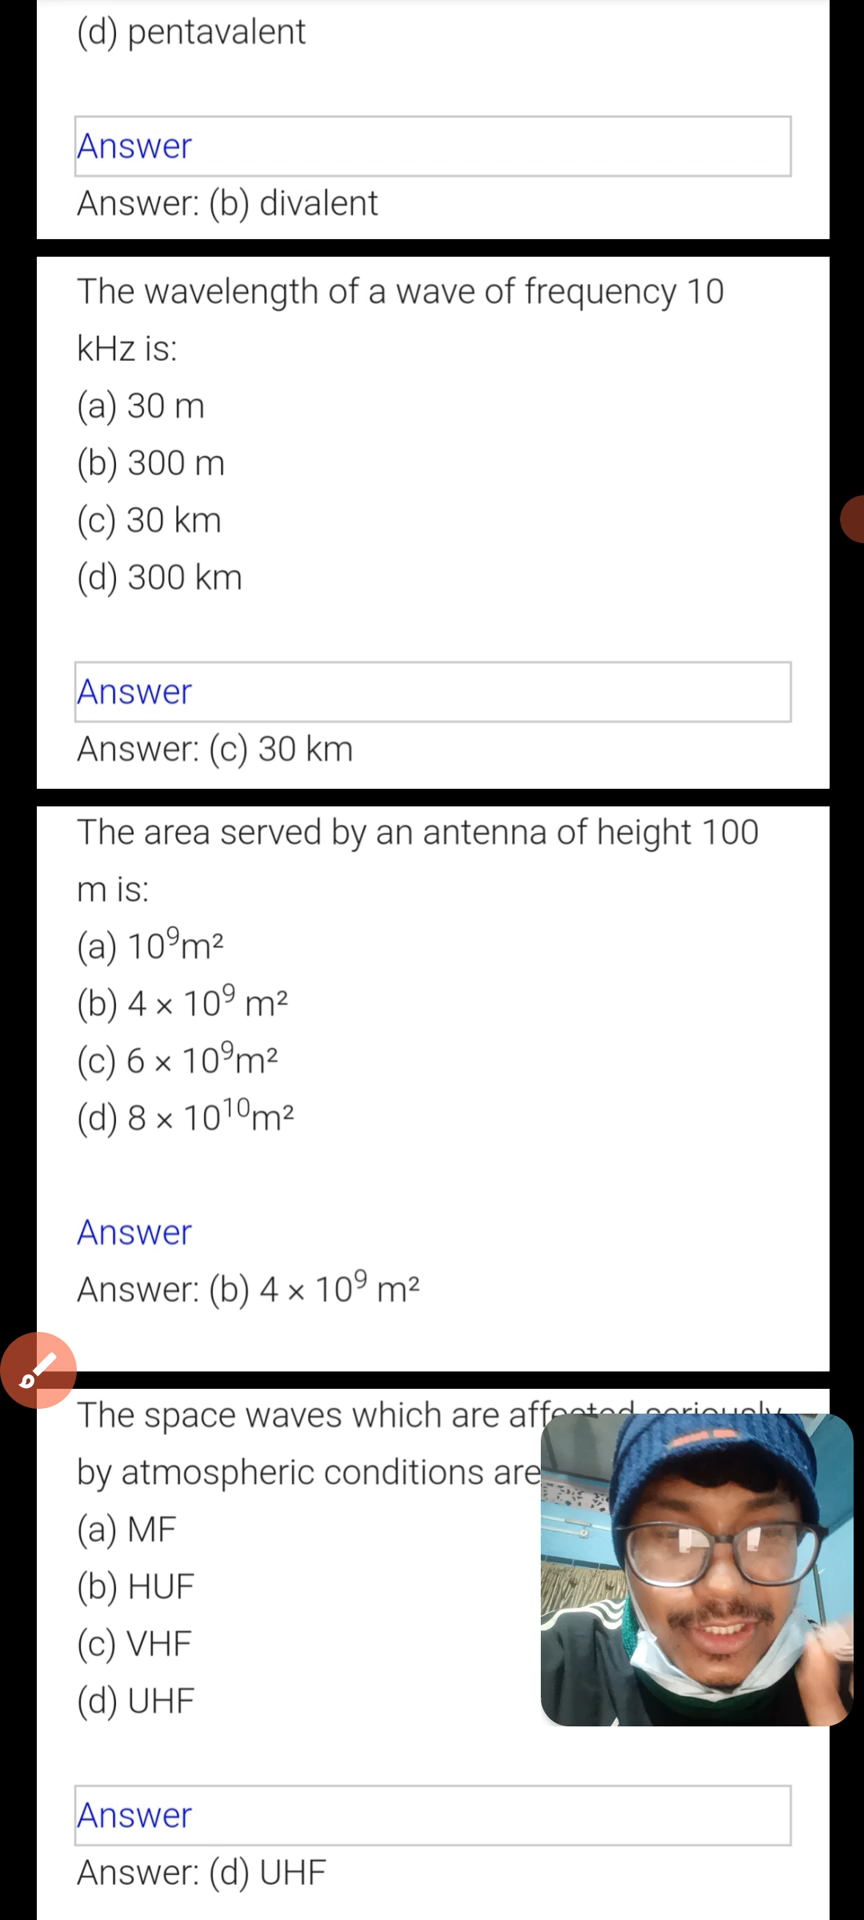 (d) pentavalent
Answer
Answer: (b) divalent
The wavelength of a wave of frequency 10
kHz is:
(a) 30 m
(b) 300 m
(c) 30 km
(d) 300 km
Answer
Answer: (c) 30 km
The area served by an antenna of height 100
m is:
(a) 10⁹m²
(b) 4 × 10⁹ m²
(c) 6 × 10⁹m²
(d) 8 × 10¹⁰m²
Answer
Answer: (b) 4 × 10⁹ m²
The space waves which are affected seriously
by atmospheric conditions are
(a) MF
(b) HUF
(c) VHF
(d) UHF
Answer
Answer: (d) UHF